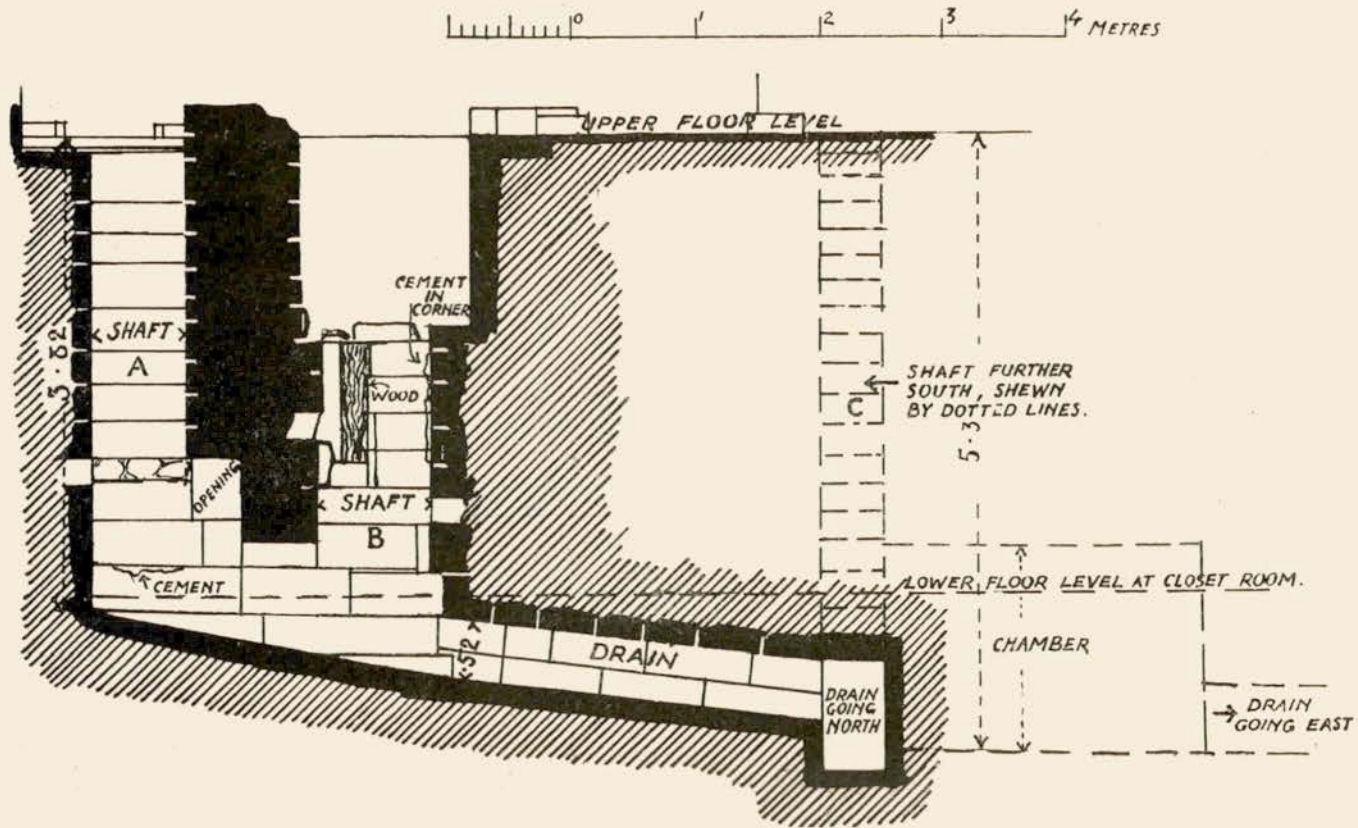 0 1 2 3 4 METRES
UPPER FLOOR LEVEL
CEMENT
IN
CORNER
SHAFT
A
3.82
WOOD
SHAFT FURTHER
SOUTH, SHEWN
BY DOTTED LINES.
C
5.3
OPENING
SHAFT
B
CEMENT
LOWER FLOOR LEVEL AT CLOSET ROOM.
CHAMBER
.52
DRAIN
DRAIN
GOING
NORTH
DRAIN
GOING EAST